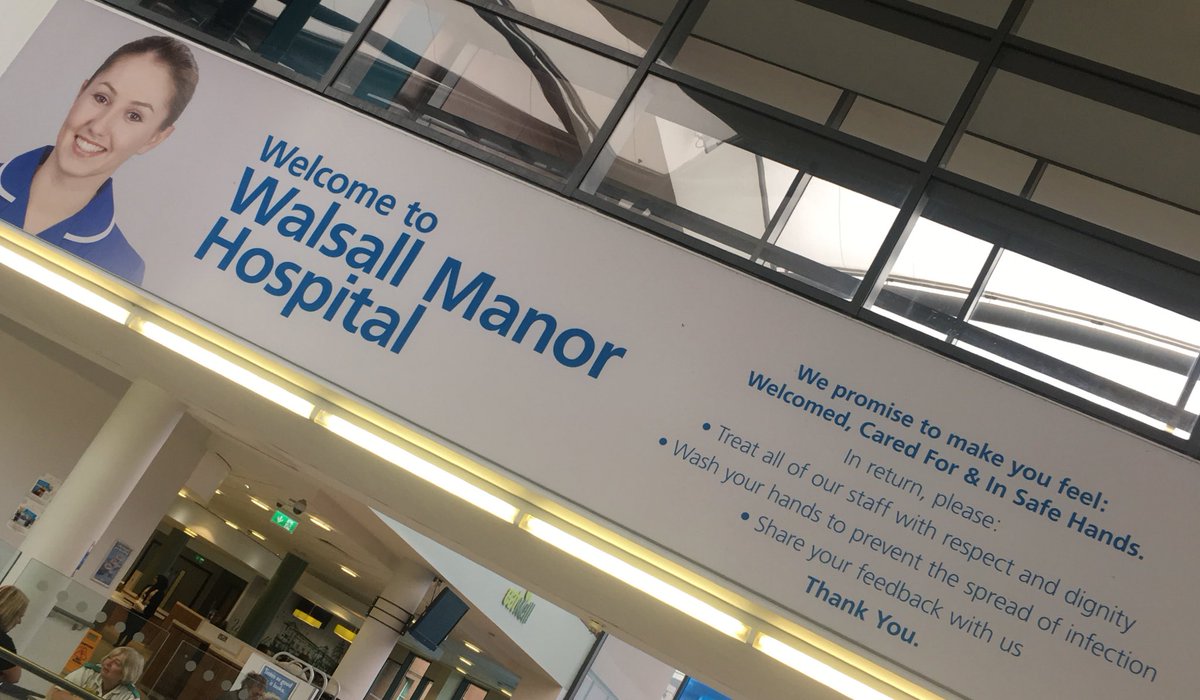 Welcome to
Walsall Manor
Hospital
We promise to make you feel:
Welcomed, Cared For & In Safe Hands.
In return, please:
• Treat all of our staff with respect and dignity
• Wash your hands to prevent the spread of infection
• Share your feedback with us
Thank You.